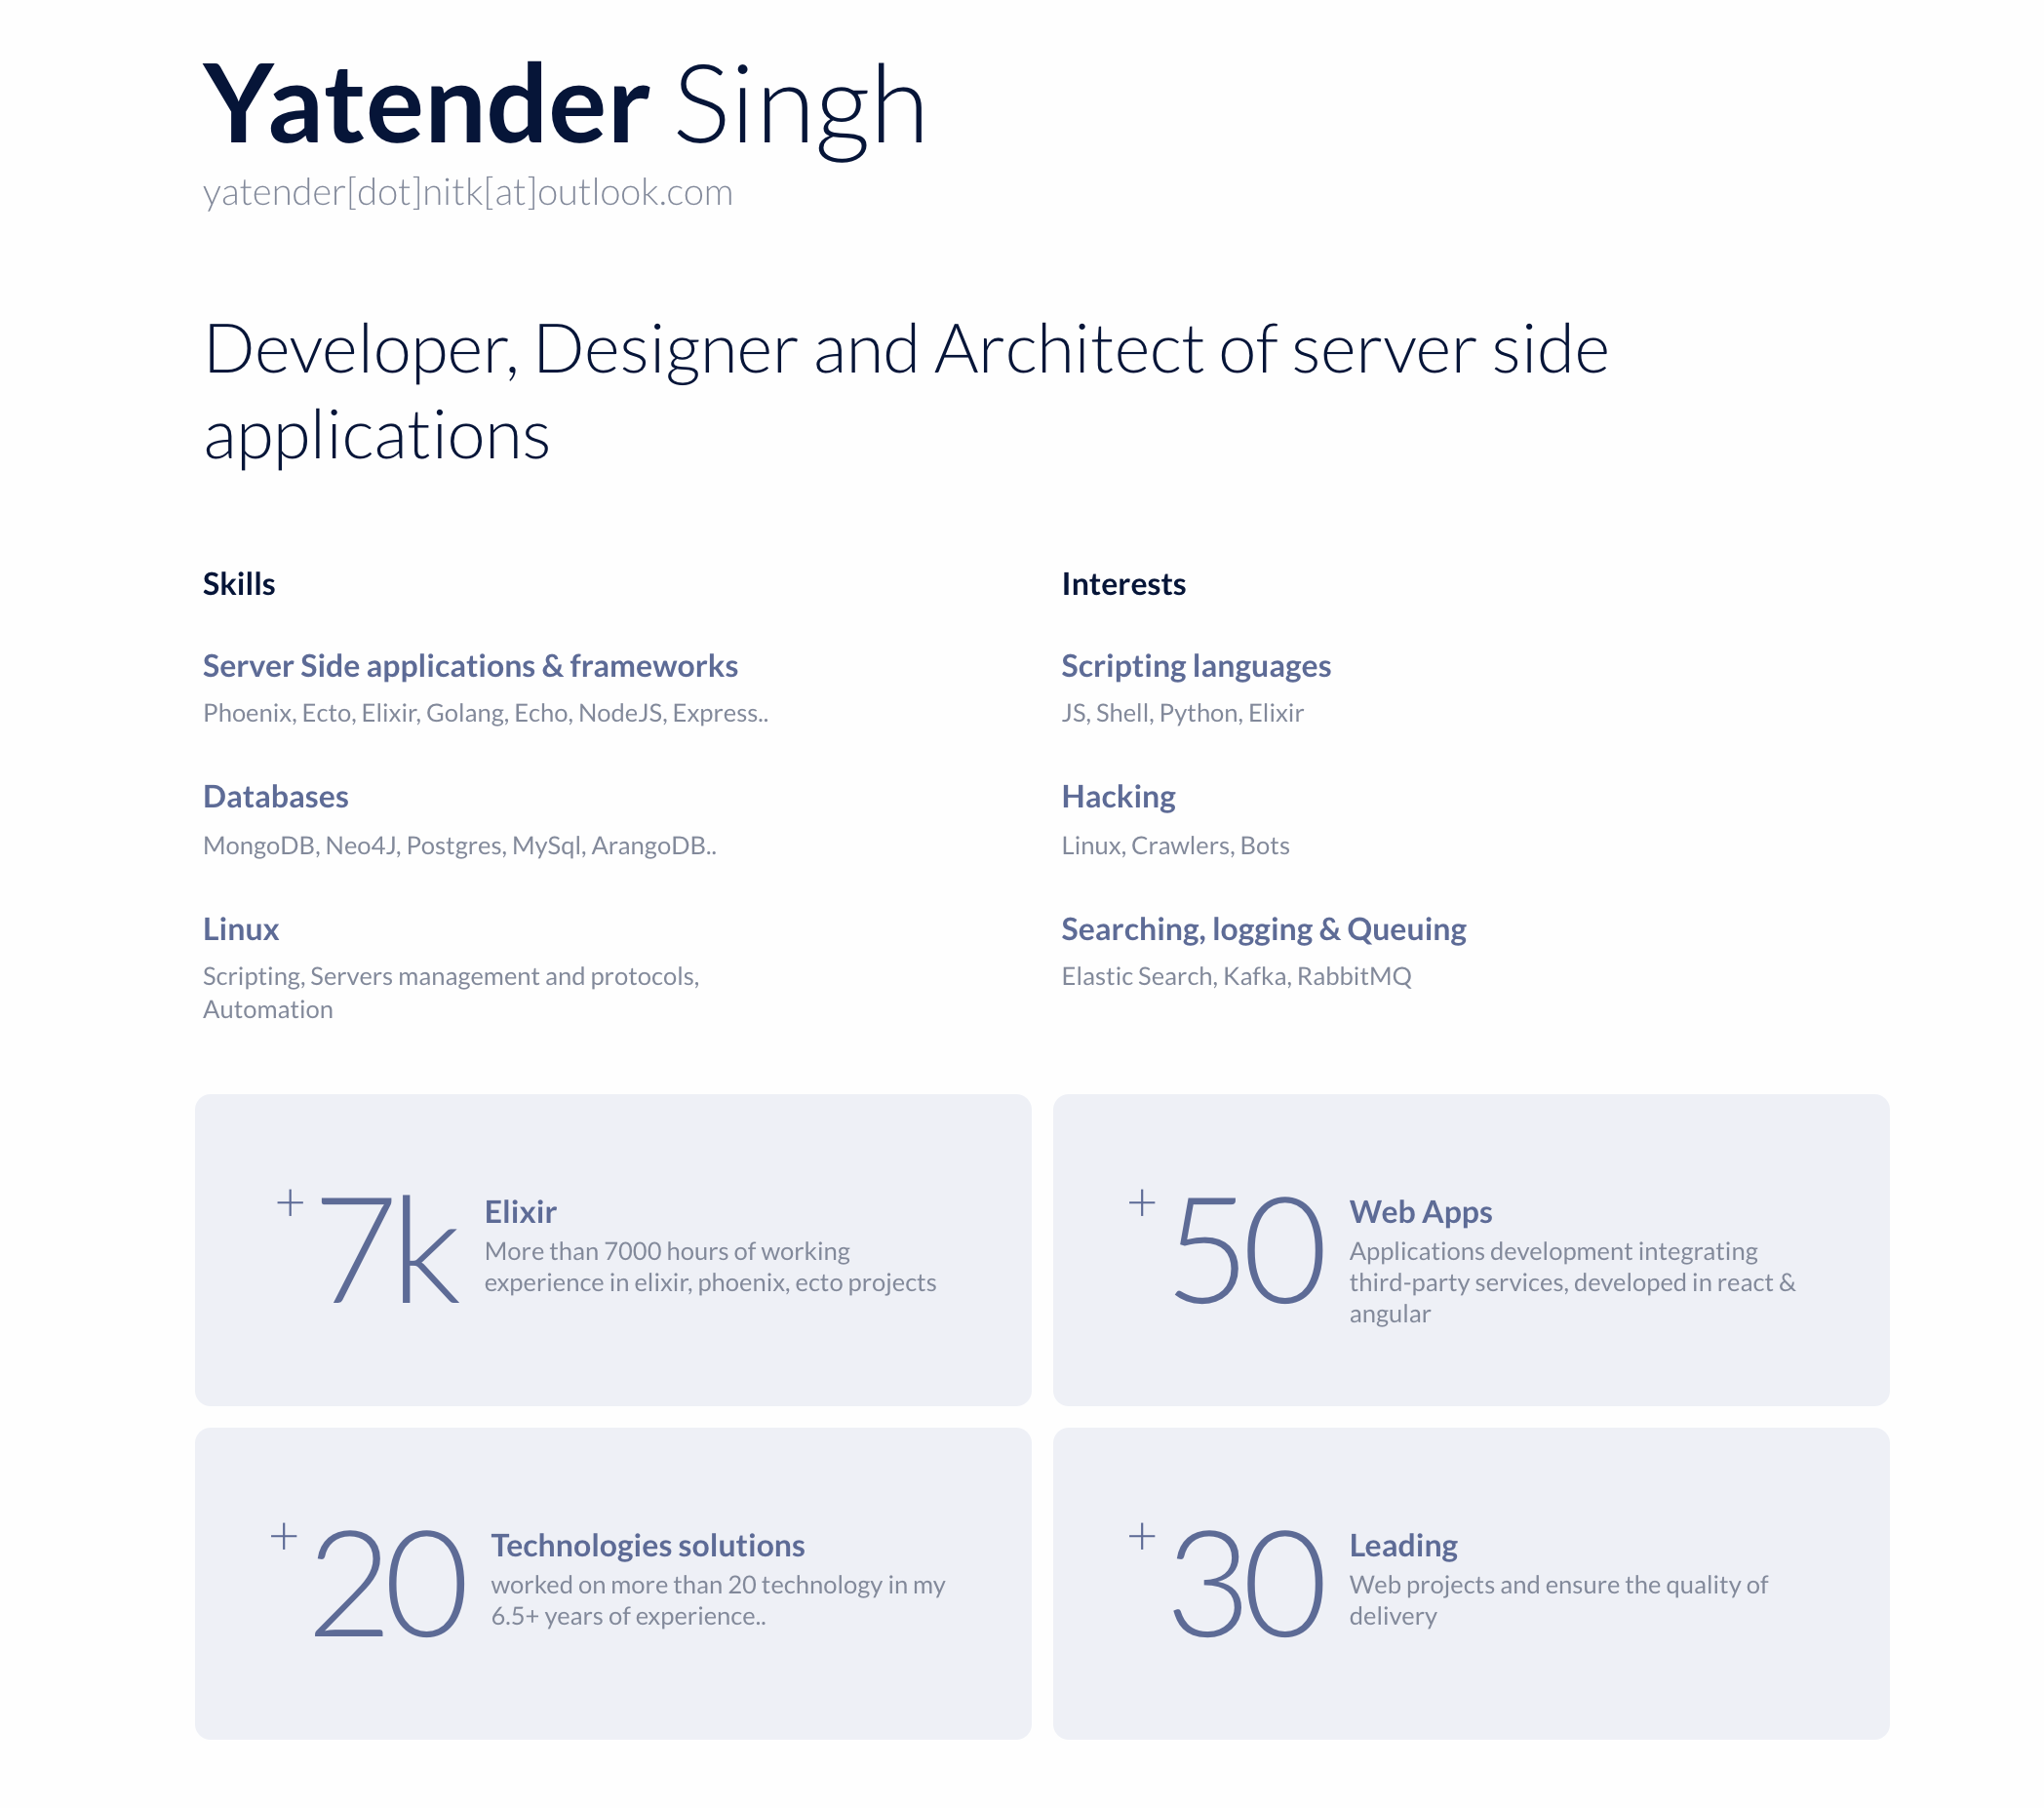 Yatender Singh
yatender[dot]nitk[at]outlook.com
Developer, Designer and Architect of server side
applications
Skills
Server Side applications & frameworks
Phoenix, Ecto, Elixir, Golang, Echo, NodeJS, Express..
Databases
MongoDB, Neo4J, Postgres, MySql, ArangoDB..
Linux
Scripting, Servers management and protocols,
Automation
Interests
Scripting languages
JS, Shell, Python, Elixir
Hacking
Linux, Crawlers, Bots
Searching, logging & Queuing
Elastic Search, Kafka, RabbitMQ
+7k
Elixir
More than 7000 hours of working
experience in elixir, phoenix, ecto projects
+50
Web Apps
Applications development integrating
third-party services, developed in react &
angular
+20
Technologies solutions
worked on more than 20 technology in my
6.5+ years of experience..
+30
Leading
Web projects and ensure the quality of
delivery